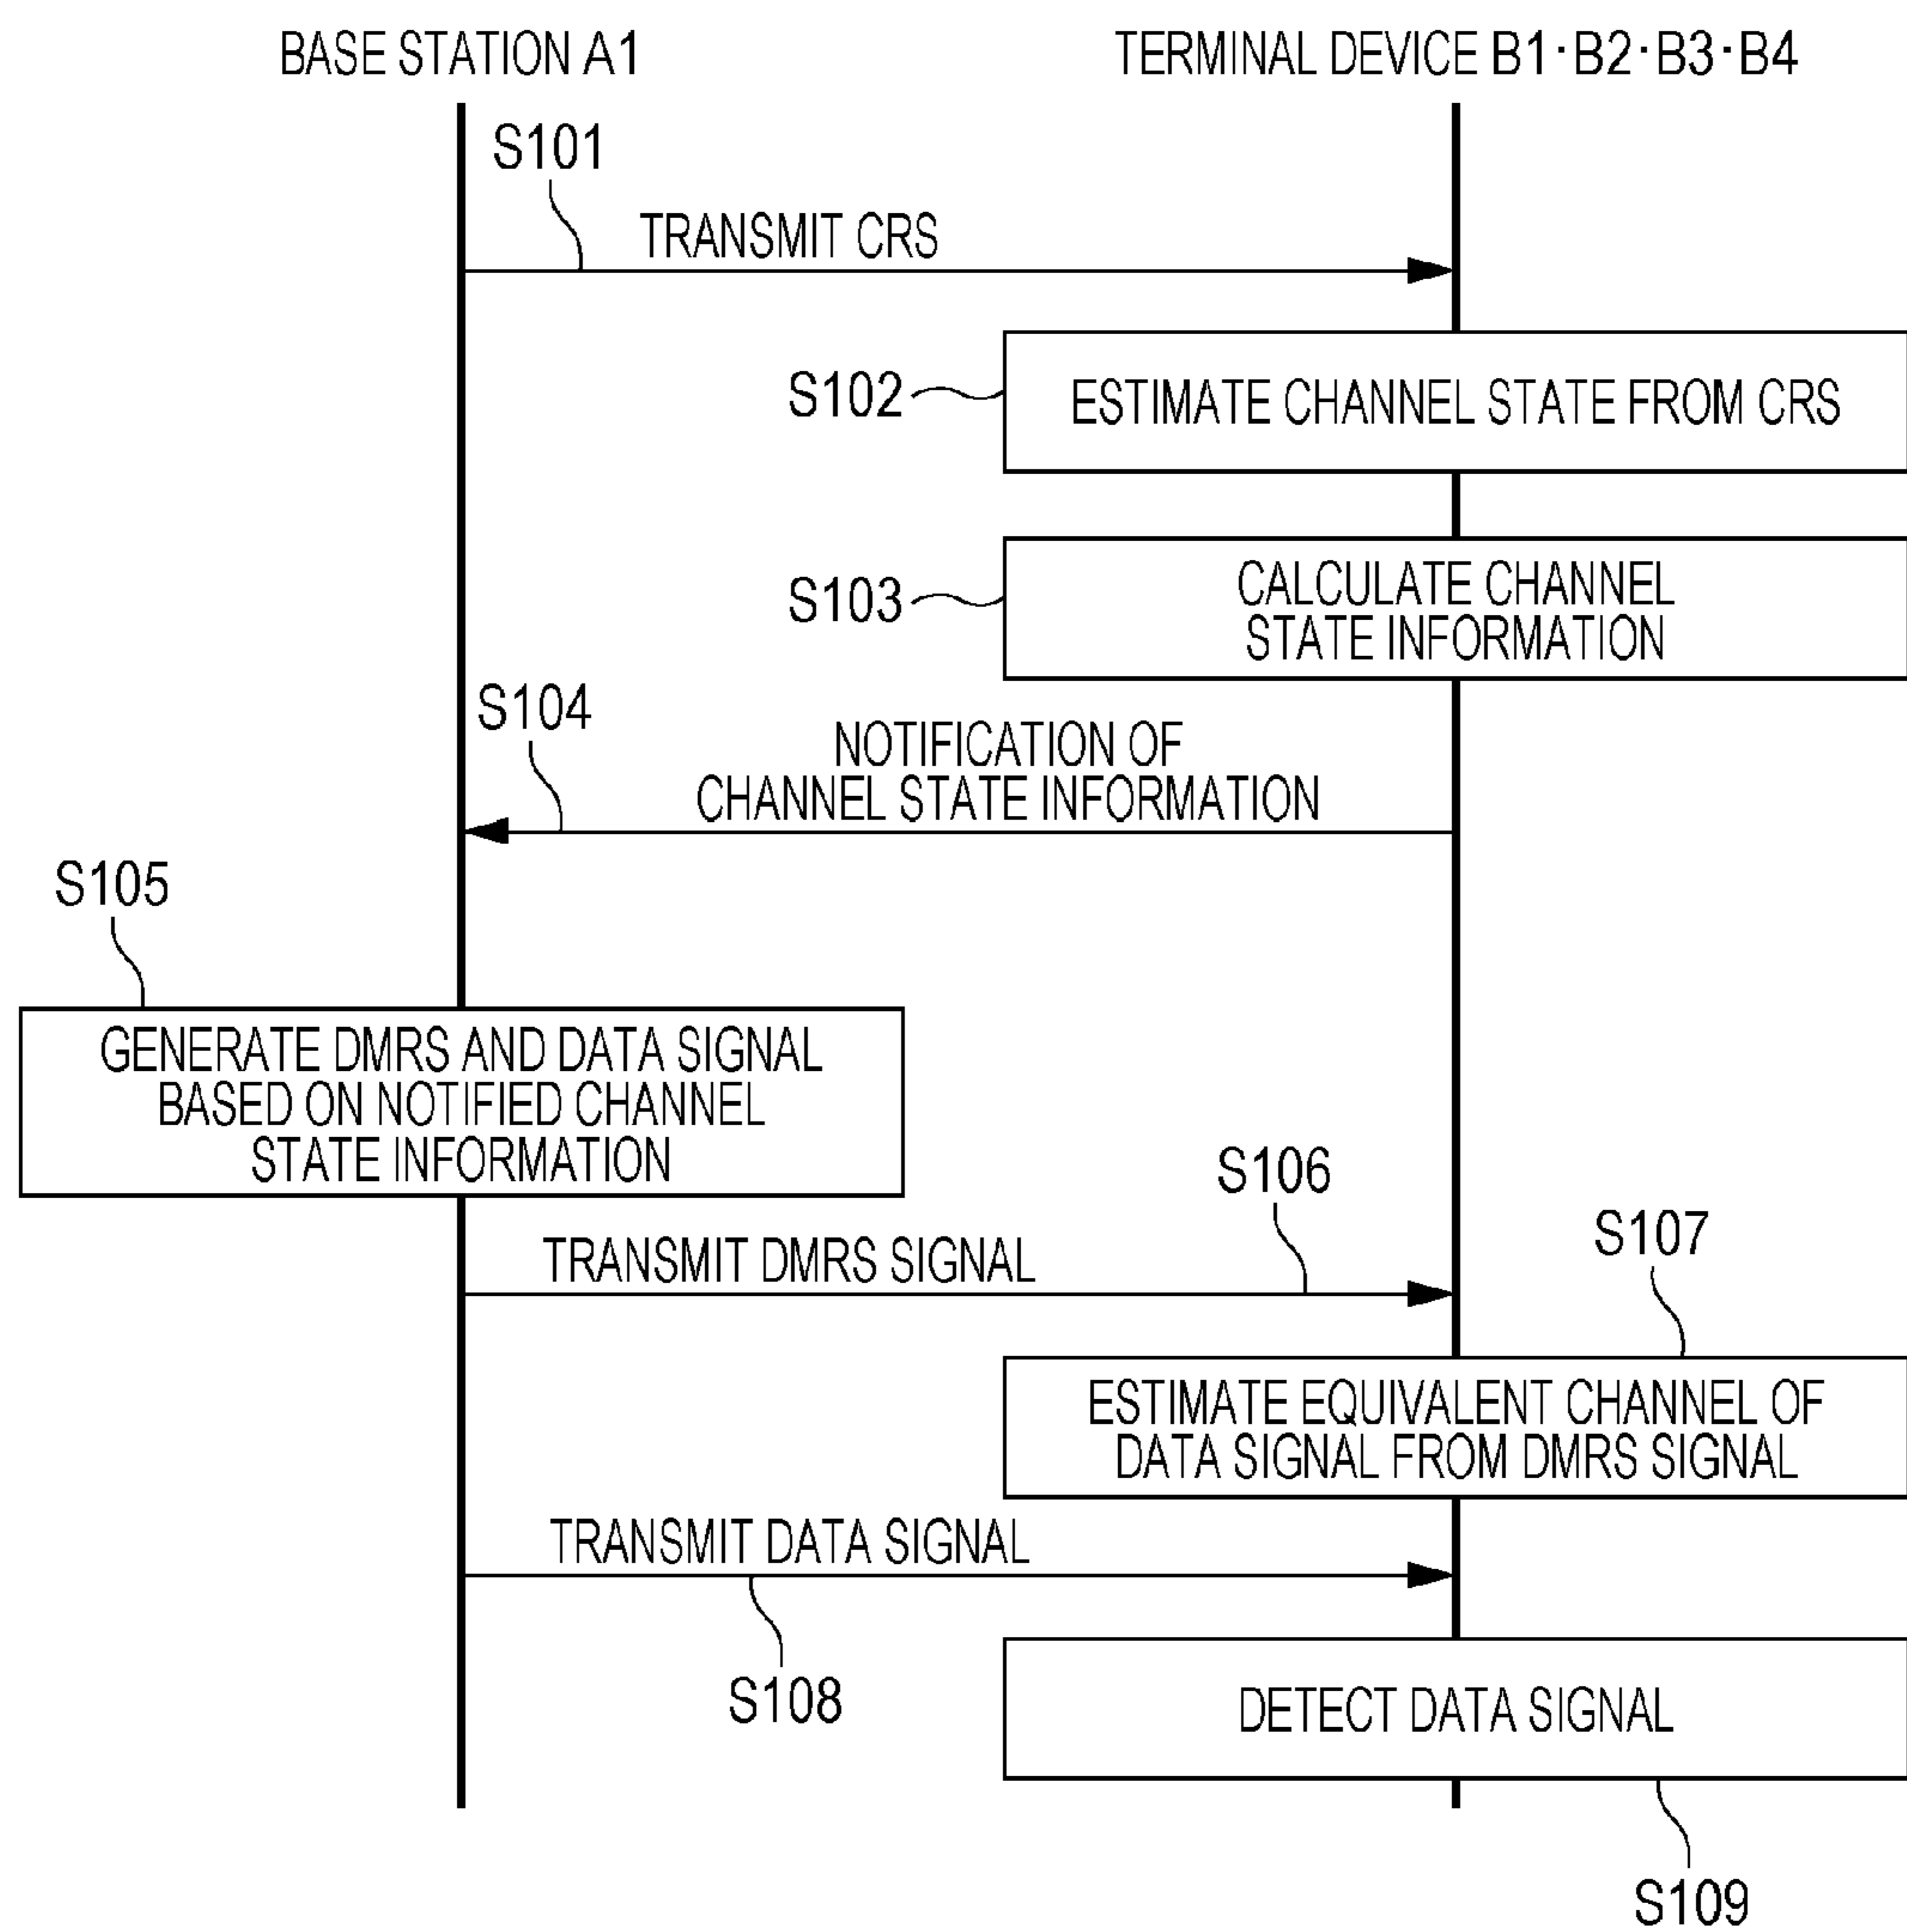 BASE STATION A1
TERMINAL DEVICE B1·B2·B3·B4
S101
TRANSMIT CRS
S102
ESTIMATE CHANNEL STATE FROM CRS
S103
CALCULATE CHANNEL
STATE INFORMATION
S104
NOTIFICATION OF
CHANNEL STATE INFORMATION
S105
GENERATE DMRS AND DATA SIGNAL
BASED ON NOTIFIED CHANNEL
STATE INFORMATION
S106
TRANSMIT DMRS SIGNAL
S107
ESTIMATE EQUIVALENT CHANNEL OF
DATA SIGNAL FROM DMRS SIGNAL
TRANSMIT DATA SIGNAL
S108
DETECT DATA SIGNAL
S109